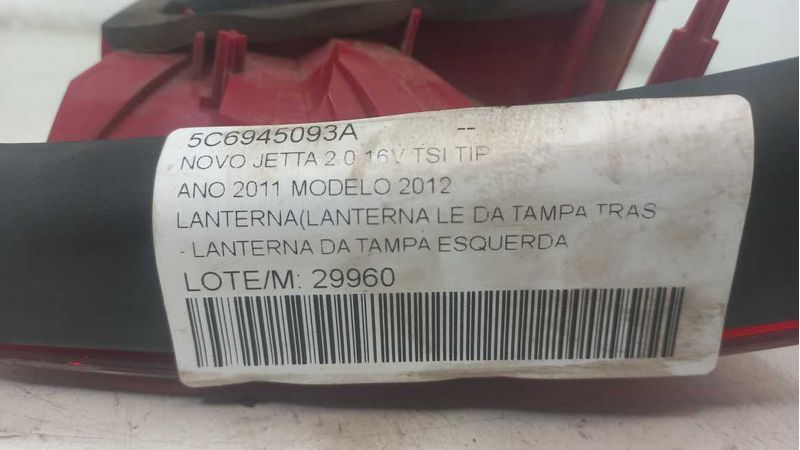 5C6945093A --
NOVO JETTA 2.0 16V TSI TIP
ANO 2011 MODELO 2012
LANTERNA(LANTERNA LE DA TAMPA TRAS
- LANTERNA DA TAMPA ESQUERDA
LOTE/M: 29960